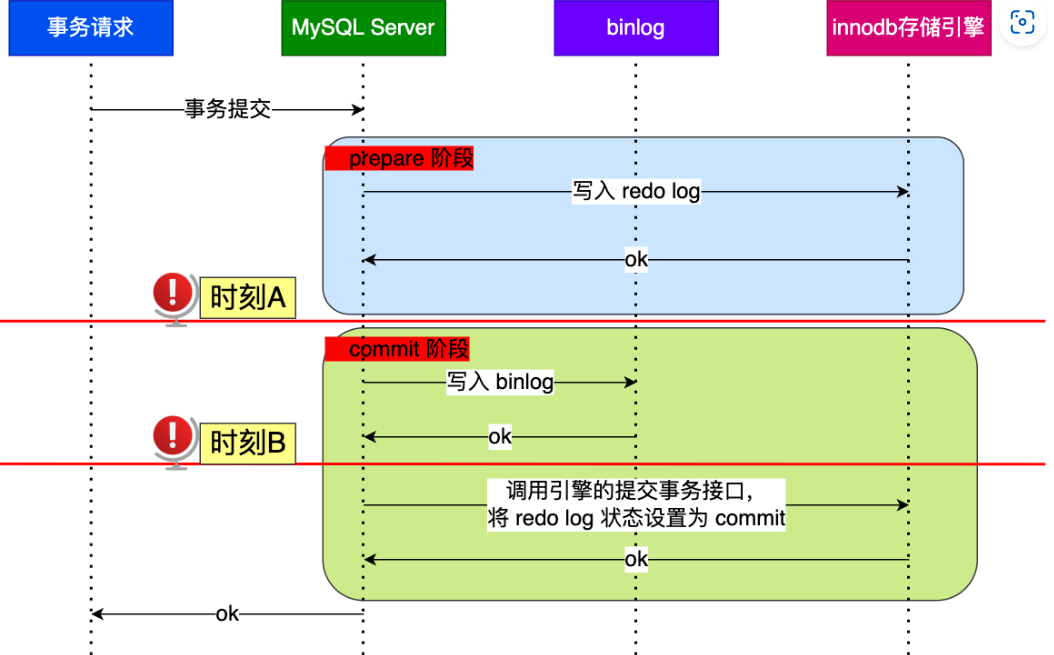 事务请求
MySQL Server
binlog
innodb存储引擎
事务提交
prepare 阶段
写入 redo log
ok
时刻A
commit 阶段
写入 binlog
ok
时刻B
调用引擎的提交事务接口，
将 redo log 状态设置为 commit
ok
ok